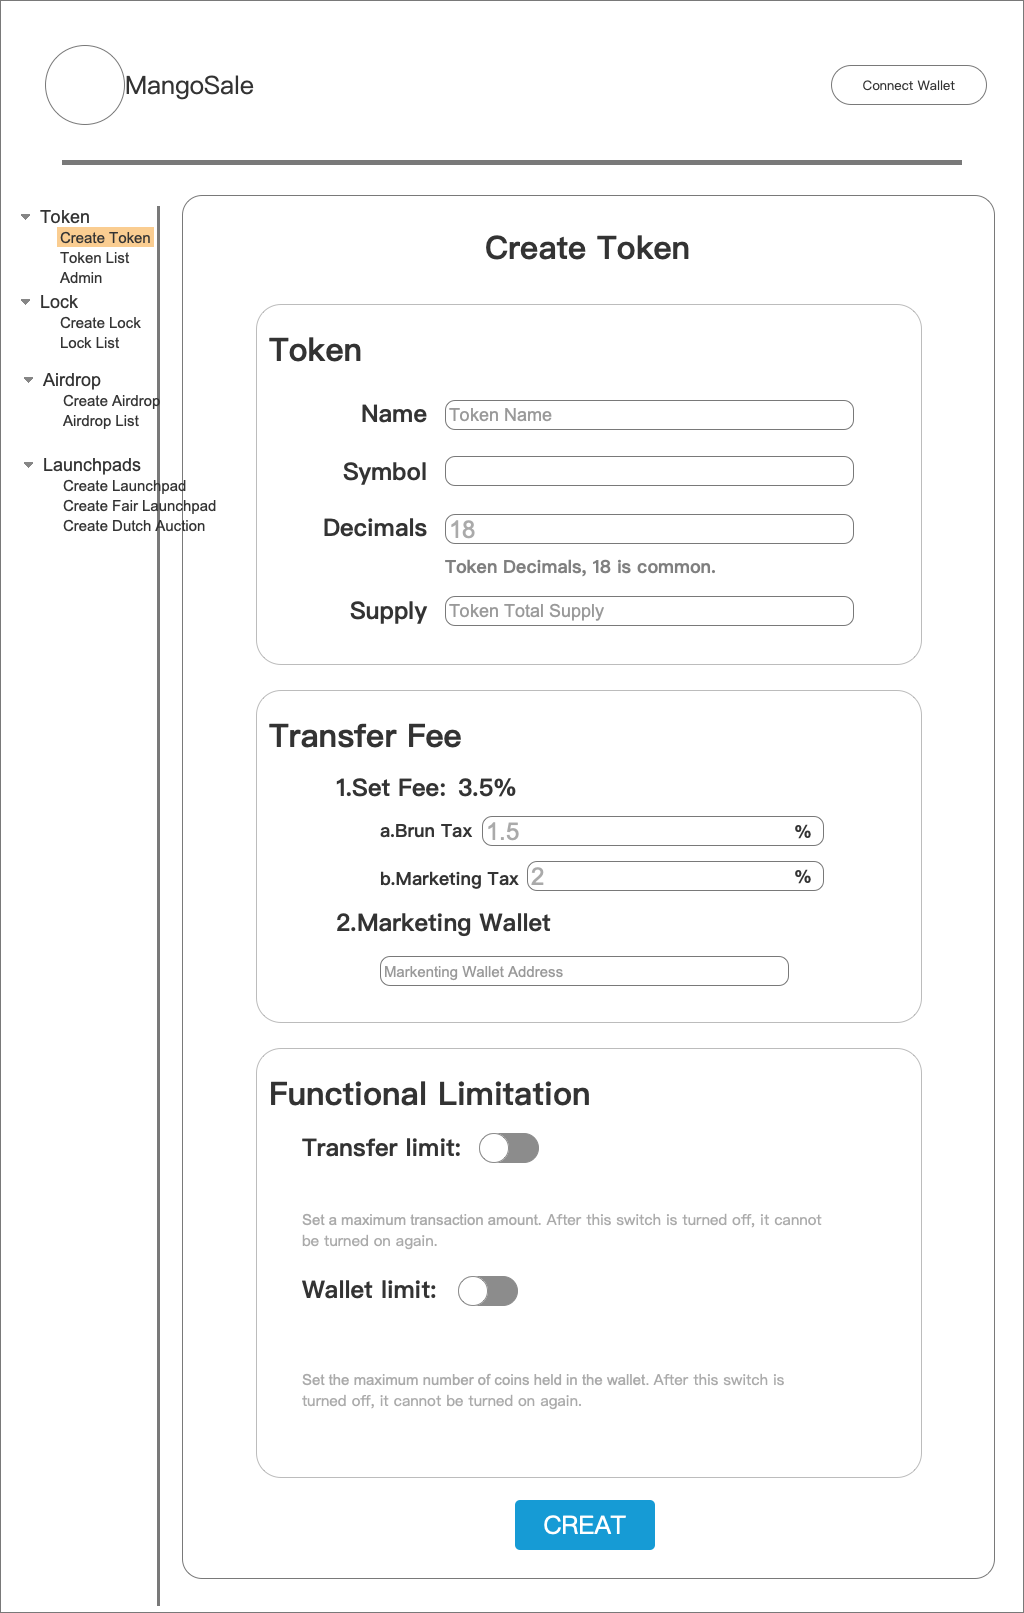 MangoSale
Connect Wallet
Token
Create Token
Token List
Admin
Lock
Create Lock
Lock List
Airdrop
Create Airdrop
Airdrop List
Launchpads
Create Launchpad
Create Fair Launchpad
Create Dutch Auction
Create Token
Token
Name Token Name
Symbol
Decimals 18
Token Decimals, 18 is common.
Supply Token Total Supply
Transfer Fee
1.Set Fee: 3.5%
a.Brun Tax 1.5 %
b.Marketing Tax 2 %
2.Marketing Wallet
Markenting Wallet Address
Functional Limitation
Transfer limit:
Set a maximum transaction amount. After this switch is turned off, it cannot
be turned on again.
Wallet limit:
Set the maximum number of coins held in the wallet. After this switch is
turned off, it cannot be turned on again.
CREAT